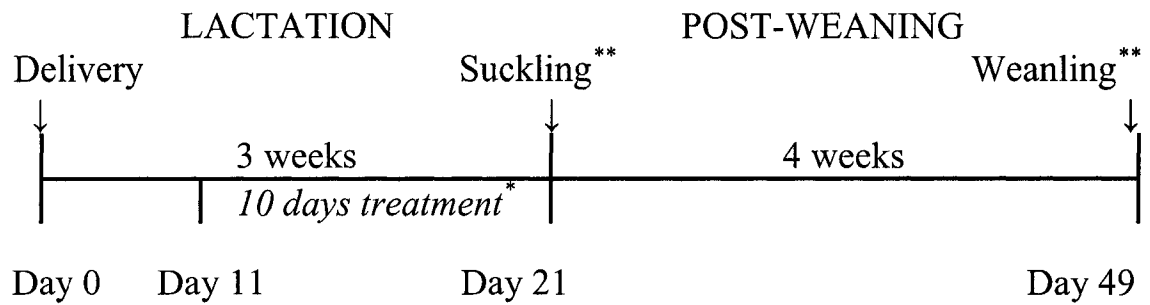 LACTATION POST-WEANING
Delivery Suckling** Weanling**
3 weeks 4 weeks
10 days treatment*
Day 0 Day 11 Day 21 Day 49